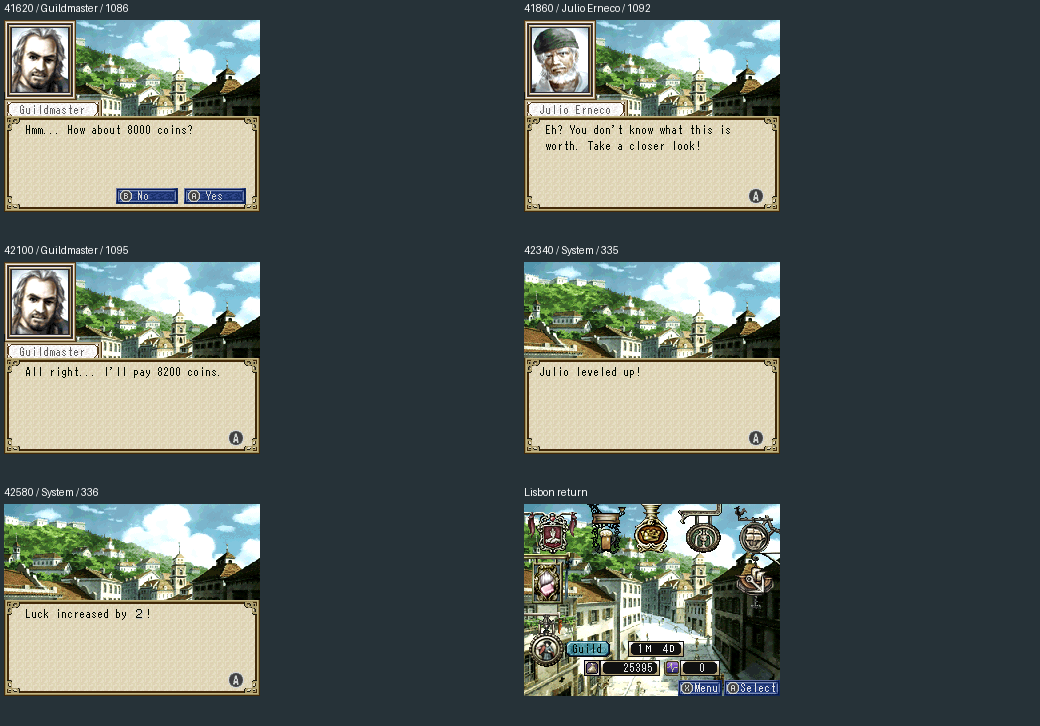 41620 / Guildmaster / 1086
Guildmaster
Hmm... How about 8000 coins?
B No
A Yes
41860 / Julio Erneco / 1092
Julio Erneco
Eh? You don't know what this is
worth. Take a closer look!
A
42100 / Guildmaster / 1095
Guildmaster
All right... I'll pay 8200 coins.
A
42340 / System / 335
Julio leveled up!
A
42580 / System / 336
Luck increased by 2!
A
Lisbon return
Guild
1M 4D
25395
0
X Menu
A Select